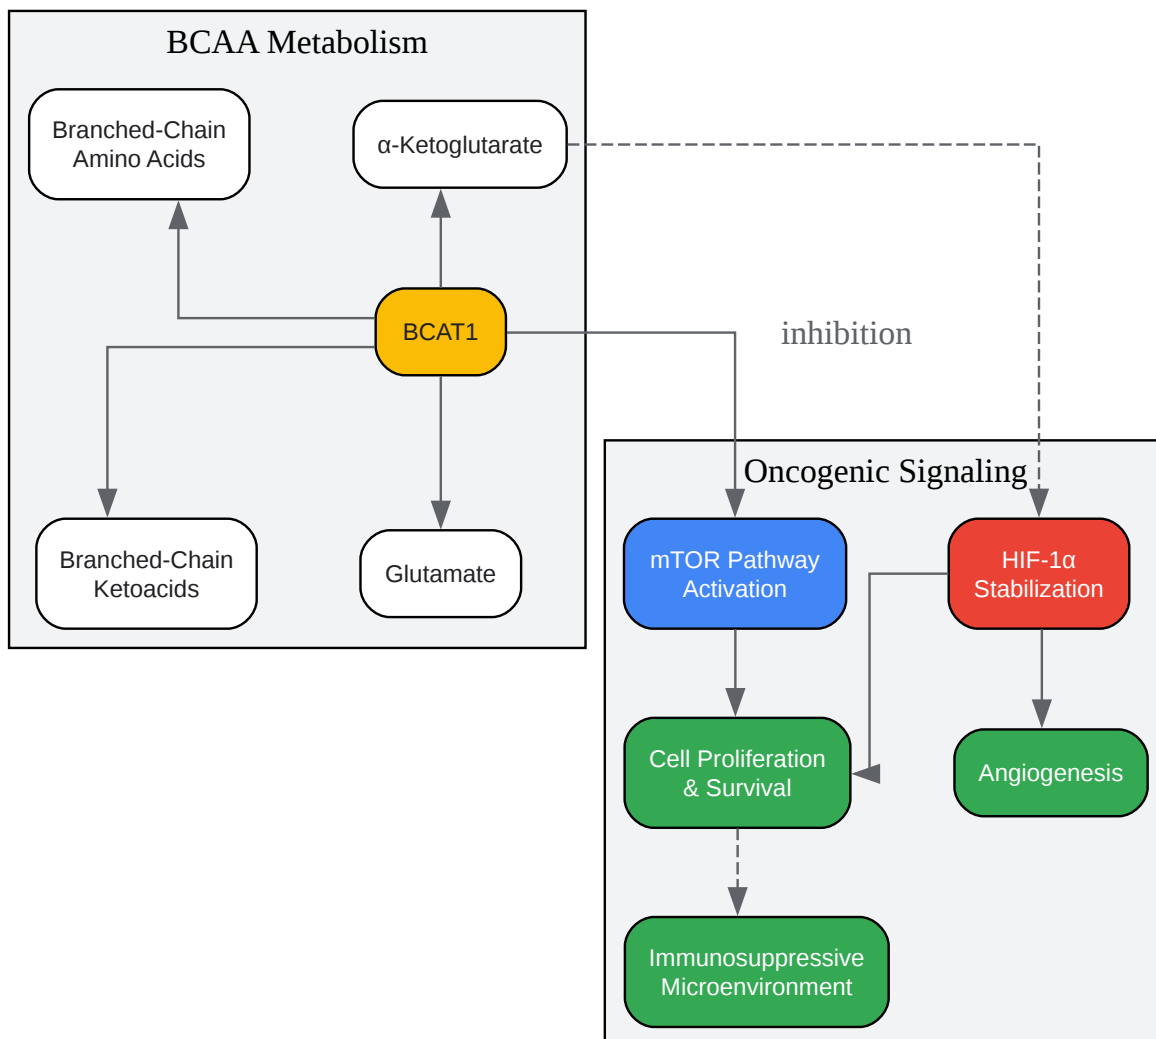 BCAA Metabolism
Branched-Chain
Amino Acids
α-Ketoglutarate
BCAT1
inhibition
Branched-Chain
Ketoacids
Glutamate
Oncogenic Signaling
mTOR Pathway
Activation
HIF-1α
Stabilization
Cell Proliferation
& Survival
Angiogenesis
Immunosuppressive
Microenvironment